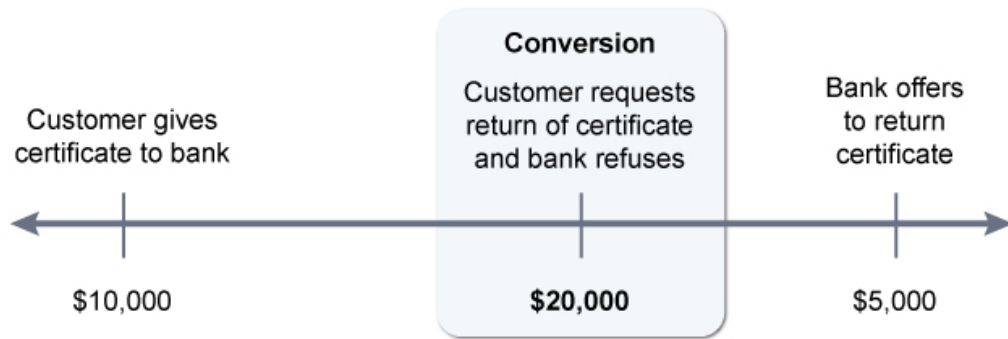 Conversion
Customer requests
return of certificate
and bank refuses
Customer gives
certificate to bank
Bank offers
to return
certificate
$10,000
$20,000
$5,000